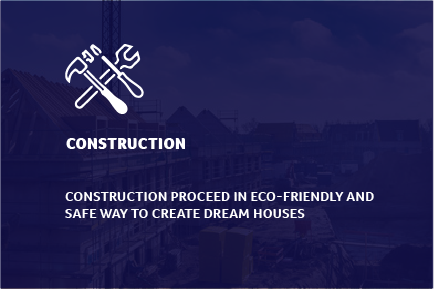 CONSTRUCTION
CONSTRUCTION PROCEED IN ECO-FRIENDLY AND
SAFE WAY TO CREATE DREAM HOUSES